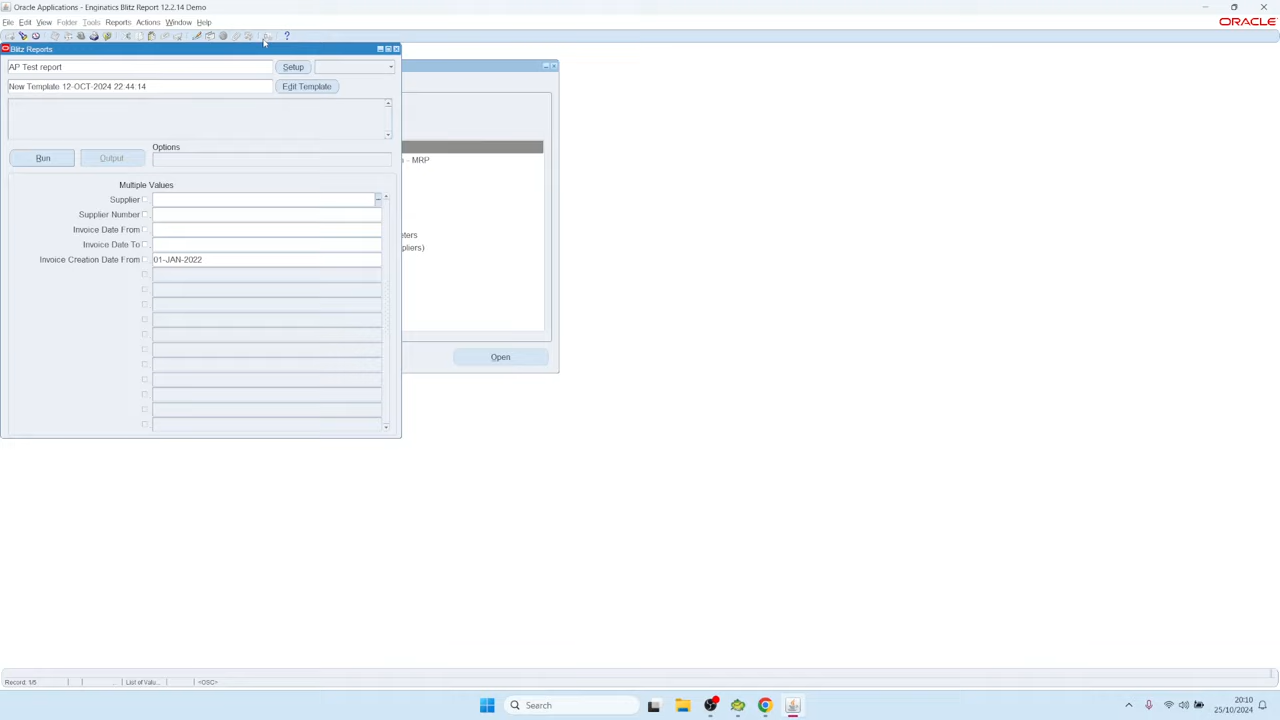 Oracle Applications - Enginatics Blitz Report 12.2.14 Demo
File Edit View Folder Tools Reports Actions Window Help
ORACLE
Blitz Reports
AP Test report
Setup
New Template 12-OCT-2024 22.44.14
Edit Template
Run
Output
Options
n - MRP
Multiple Values
Supplier
Supplier Number
Invoice Date From
eters
Invoice Date To
pliers)
Invoice Creation Date From
01-JAN-2022
Open
Record: 1/5
...
List of Valu...
<OSC>
Search
20:10
25/10/2024